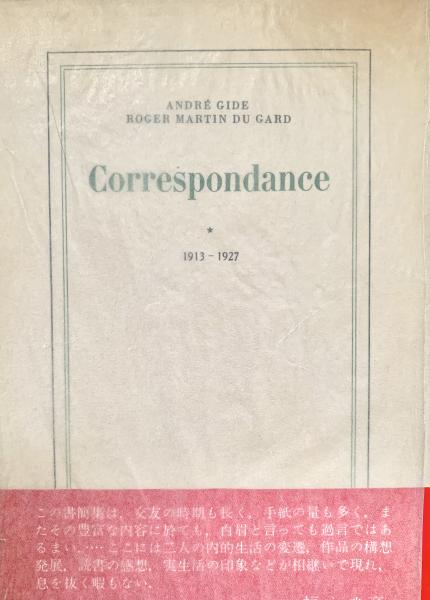 ANDRÉ GIDE
ROGER MARTIN DU GARD
Correspondance
*
1913 - 1927
この書簡集は、交友の時期も長く、手紙の量も多く、ま
たその豊富な内容に於ても、白眉と言っても過言ではあ
るまい.……ここには二人の内的生活の変遷、作品の構想
発展、読書の感想、実生活の印象などが相継いで現れ、
息を抜く暇もない.